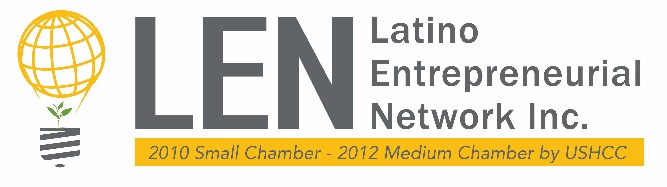 LEN
Latino
Entrepreneurial
Network Inc.
2010 Small Chamber - 2012 Medium Chamber by USHCC